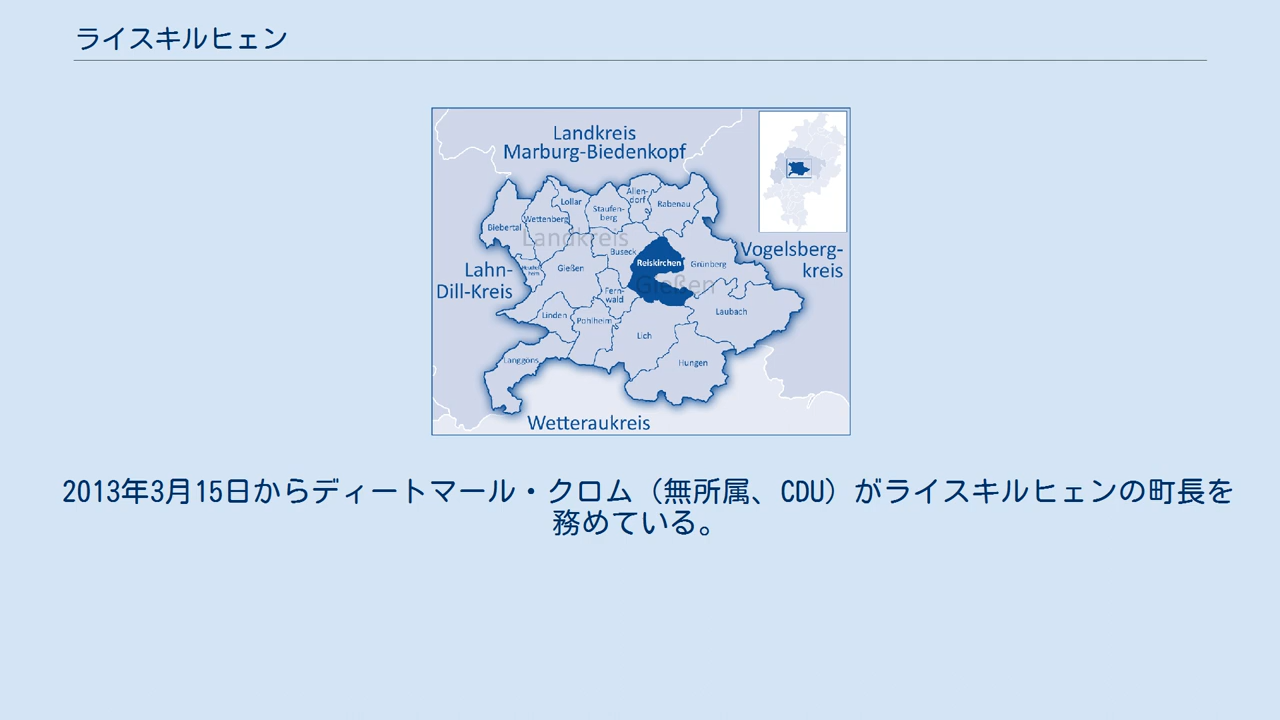 ライスキルヒェン
Landkreis
Marburg-Biedenkopf
Allen-
dorf
Lollar
Staufen-
berg
Rabenau
Wettenberg
Biebertal
Landkreis
Buseck
Vogelsberg-
kreis
Reiskirchen
Grünberg
Gießen
Lahn-
Dill-Kreis
Gießen
Fern-
wald
Linden
Pohlheim
Laubach
Lich
Langgöns
Hungen
Wetteraukreis
2013年3月15日からディートマール・クロム（無所属、CDU）がライスキルヒェンの町長を
務めている。